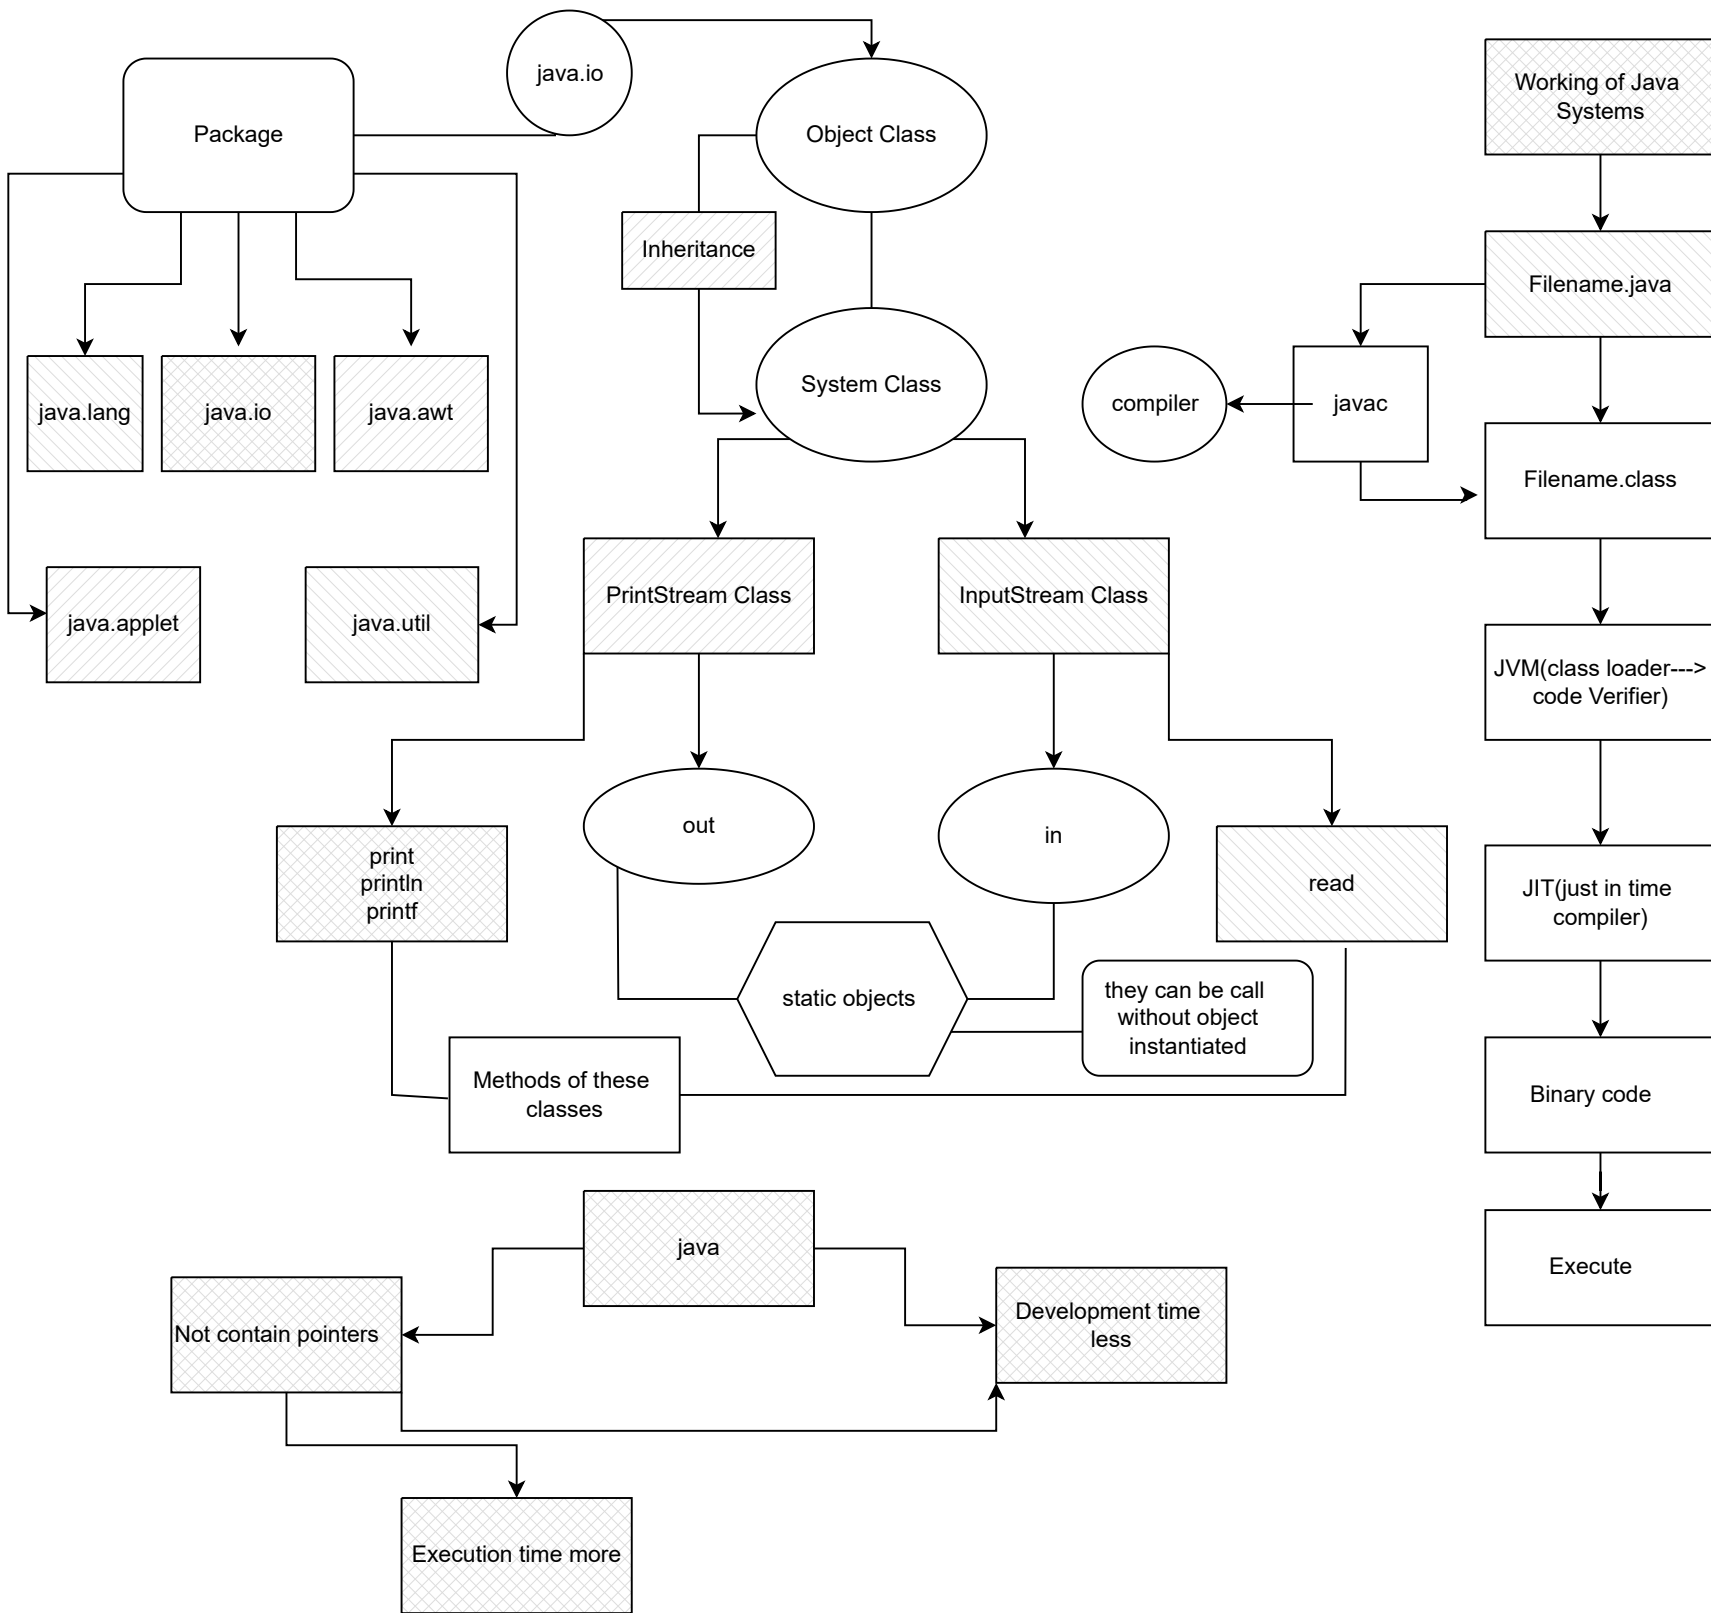 java.io
Package
Object Class
Working of Java
Systems
Inheritance
Filename.java
java.lang
java.io
java.awt
System Class
compiler
javac
Filename.class
PrintStream Class
InputStream Class
java.applet
java.util
JVM(class loader--->
code Verifier)
print
println
printf
out
in
read
JIT(just in time
compiler)
static objects
they can be call
without object
instantiated
Methods of these
classes
Binary code
java
Execute
Not contain pointers
Development time
less
Execution time more